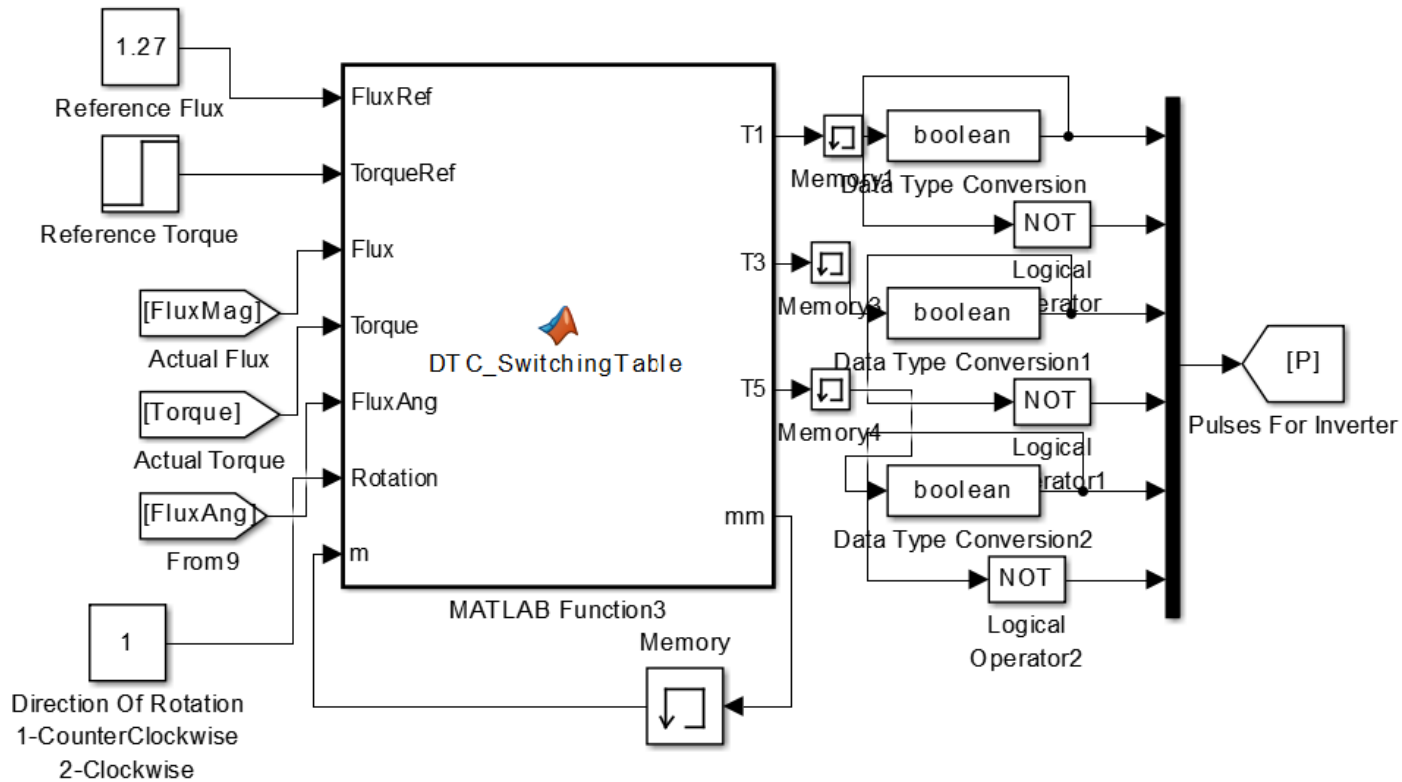 1.27
Reference Flux
Reference Torque
[FluxMag]
Actual Flux
[Torque]
Actual Torque
[FluxAng]
From9
1
Direction Of Rotation
1-CounterClockwise
2-Clockwise
FluxRef
TorqueRef
Flux
Torque
FluxAng
Rotation
m
DTC_SwitchingTable
T1
T3
T5
mm
MATLAB Function3
Memory
Memory1
boolean
Data Type Conversion
NOT
Logical
Memory3
boolean
Data Type Conversion1
NOT
Logical
Memory4
boolean
Data Type Conversion2
NOT
Logical
Operator2
[P]
Pulses For Inverter